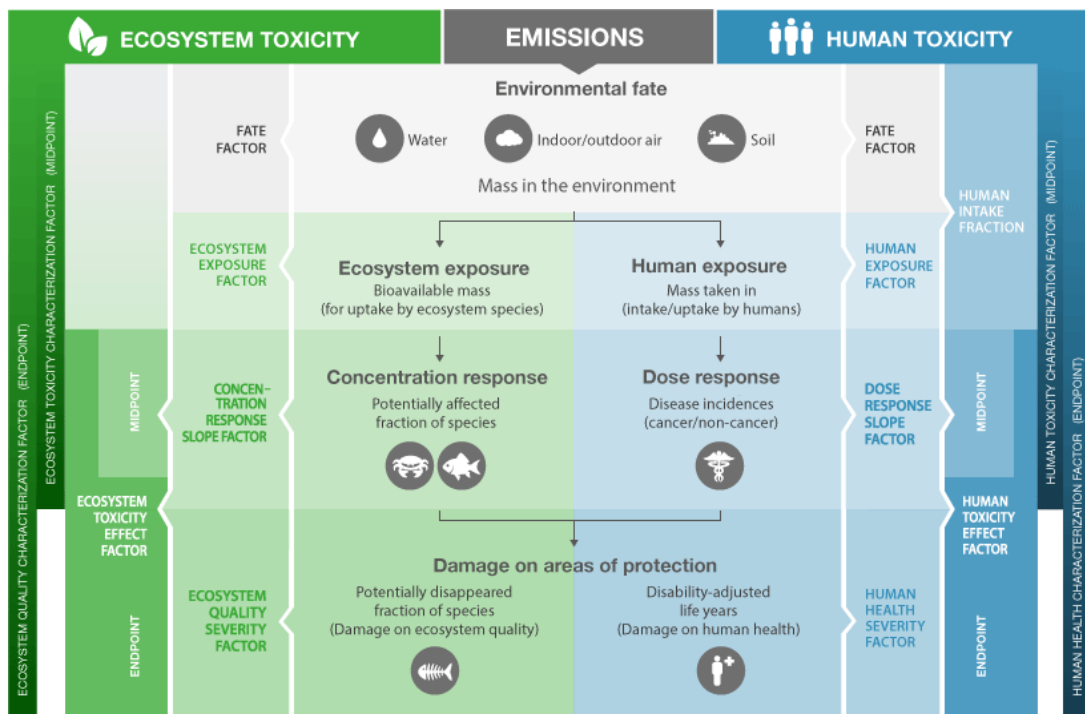 ECOSYSTEM TOXICITY
EMISSIONS
HUMAN TOXICITY
Environmental fate
FATE
FACTOR
Water
Indoor/outdoor air
Soil
FATE
FACTOR
Mass in the environment
HUMAN
INTAKE
FRACTION
ECOSYSTEM
EXPOSURE
FACTOR
Ecosystem exposure
Bioavailable mass
(for uptake by ecosystem species)
Human exposure
Mass taken in
(intake/uptake by humans)
HUMAN
EXPOSURE
FACTOR
MIDPOINT
CONCEN-
TRATION
RESPONSE
SLOPE FACTOR
Concentration response
Potentially affected
fraction of species
Dose response
Disease incidences
(cancer/non-cancer)
DOSE
RESPONSE
SLOPE
FACTOR
MIDPOINT
ECOSYSTEM
TOXICITY
EFFECT
FACTOR
HUMAN
TOXICITY
EFFECT
FACTOR
Damage on areas of protection
ENDPOINT
ECOSYSTEM
QUALITY
SEVERITY
FACTOR
Potentially disappeared
fraction of species
(Damage on ecosystem quality)
Disability-adjusted
life years
(Damage on human health)
HUMAN
HEALTH
SEVERITY
FACTOR
ENDPOINT
ECOSYSTEM QUALITY CHARACTERIZATION FACTOR (ENDPOINT)
ECOSYSTEM TOXICITY CHARACTERIZATION FACTOR (MIDPOINT)
HUMAN TOXICITY CHARACTERIZATION FACTOR (MIDPOINT)
HUMAN HEALTH CHARACTERIZATION FACTOR (ENDPOINT)